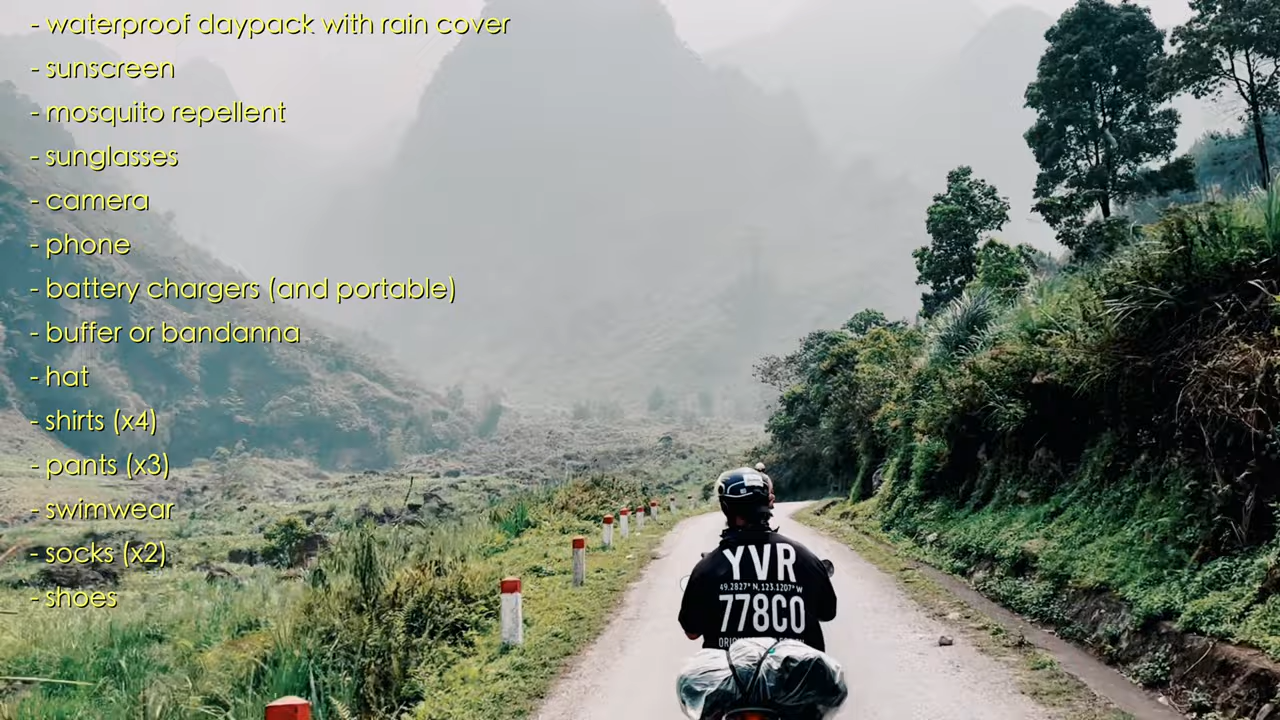 - waterproof daypack with rain cover
- sunscreen
- mosquito repellent
- sunglasses
- camera
- phone
- battery chargers (and portable)
- buffer or bandanna
- hat
- shirts (x4)
- pants (x3)
- swimwear
- socks (x2)
- shoes
YVR
49.2827° N, 123.1207° W
778CO